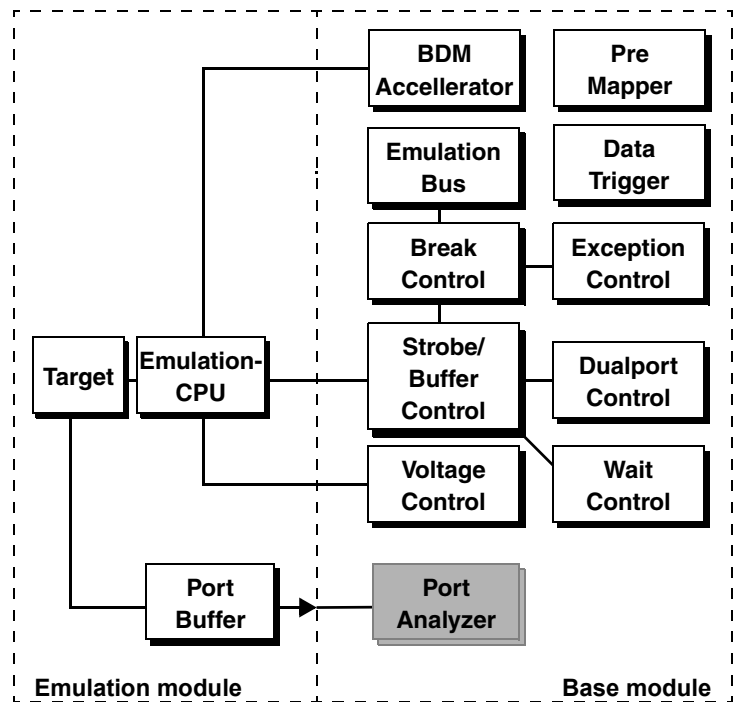 BDM
Accellerator
Pre
Mapper
Emulation
Bus
Data
Trigger
Break
Control
Exception
Control
Target
Emulation-
CPU
Strobe/
Buffer
Control
Dualport
Control
Voltage
Control
Wait
Control
Port
Buffer
Port
Analyzer
Emulation module
Base module